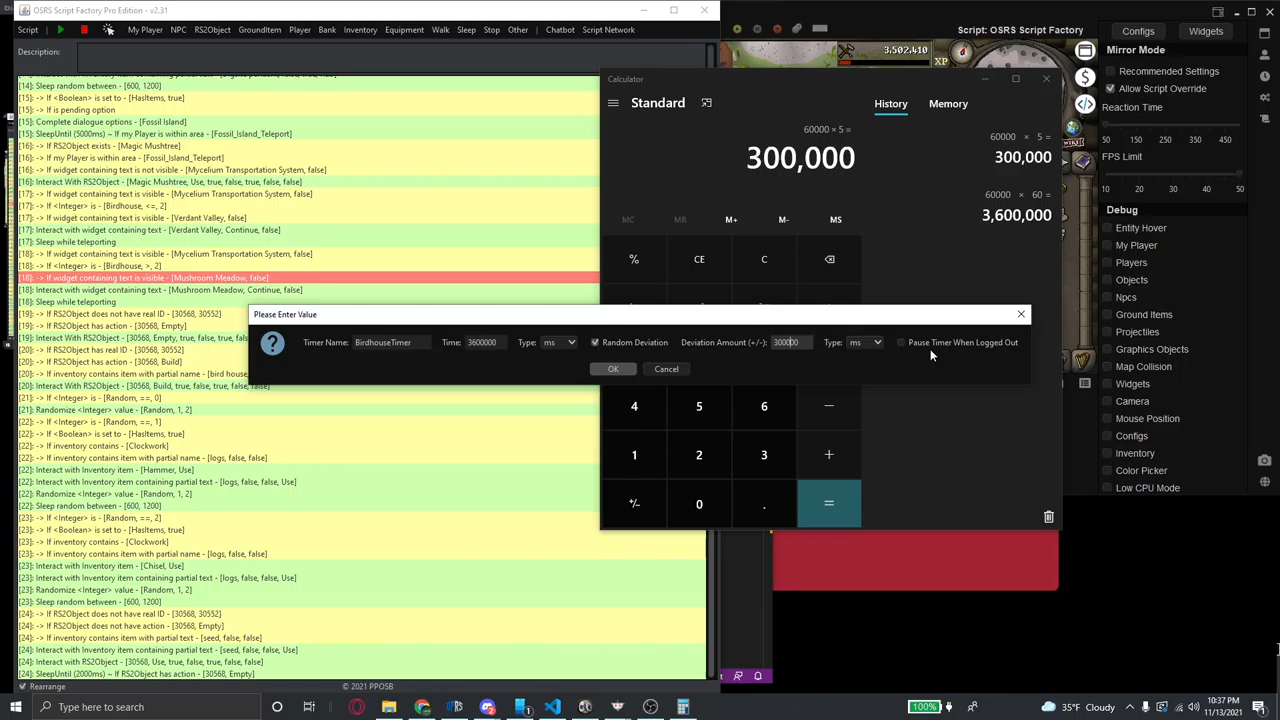 OSRS Script Factory Pro Edition - v2.31
Script My Player NPC RS2Object GroundItem Player Bank Inventory Equipment Walk Sleep Stop Other Chatbot Script Network
Description:
[14]: Sleep random between - [600, 1200]
[15]: -> If <Boolean> is set to - [HasItems, true]
[15]: -> If is pending option
[15]: Complete dialogue options - [Fossil Island]
[15]: SleepUntil (5000ms) ~ If my Player is within area - [Fossil_Island_Teleport]
[16]: -> If RS2Object exists - [Magic Mushtree]
[16]: -> If my Player is within area - [Fossil_Island_Teleport]
[16]: -> If widget containing text is not visible - [Mycelium Transportation System, false]
[16]: Interact With RS2Object - [Magic Mushtree, Use, true, false, true, false, false]
[17]: -> If widget containing text is visible - [Mycelium Transportation System, false]
[17]: -> If <Integer> is - [Birdhouse, <=, 2]
[17]: -> If widget containing text is visible - [Verdant Valley, false]
[17]: Interact with widget containing text - [Verdant Valley, Continue, false]
[17]: Sleep while teleporting
[18]: -> If widget containing text is visible - [Mycelium Transportation System, false]
[18]: -> If <Integer> is - [Birdhouse, >, 2]
[18]: -> If widget containing text is visible - [Mushroom Meadow, false]
[18]: Interact with widget containing text - [Mushroom Meadow, Continue, false]
[18]: Sleep while teleporting
[19]: -> If RS2Object does not have real ID - [30568, 30552]
[19]: -> If RS2Object has action - [30568, Empty]
[19]: Interact With RS2Object - [30568, Empty, true, false, tru
[20]: -> If RS2Object has real ID - [30568, 30552]
[20]: -> If RS2Object has action - [30568, Build]
[20]: -> If inventory contains item with partial name - [bird hous
[20]: Interact with RS2Object - [30568, Build, true, false, true, false, false]
[21]: -> If <Integer> is - [Random, ==, 0]
[21]: Randomize <Integer> value - [Random, 1, 2]
[22]: -> If <Integer> is - [Random, ==, 1]
[22]: -> If <Boolean> is set to - [HasItems, true]
[22]: -> If inventory contains - [Clockwork]
[22]: -> If inventory contains item with partial name - [logs, false, false]
[22]: Interact with Inventory item - [Hammer, Use]
[22]: Interact with Inventory item containing partial text - [logs, false, false, Use]
[22]: Randomize <Integer> value - [Random, 1, 2]
[22]: Sleep random between - [600, 1200]
[23]: -> If <Integer> is - [Random, ==, 2]
[23]: -> If <Boolean> is set to - [HasItems, true]
[23]: -> If inventory contains - [Clockwork]
[23]: -> If inventory contains item with partial name - [logs, false, false]
[23]: Interact with Inventory item - [Chisel, Use]
[23]: Interact with Inventory item containing partial text - [logs, false, false, Use]
[23]: Randomize <Integer> value - [Random, 1, 2]
[23]: Sleep random between - [600, 1200]
[24]: -> If RS2Object does not have real ID - [30568, 30552]
[24]: -> If RS2Object does not have action - [30568, Empty]
[24]: -> If inventory contains item with partial text - [seed, false, false]
[24]: Interact with Inventory item containing partial text - [seed, false, false, Use]
[24]: Interact with RS2Object - [30568, Use, true, false, true, false, false]
[24]: SleepUntil (2000ms) ~ If RS2Object has action - [30568, Empty]
Rearrange © 2021 PPOSB
Please Enter Value
Timer Name: BirdhouseTimer Time: 3600000 Type: ms Random Deviation Deviation Amount (+/-): 300000 Type: ms Pause Timer When Logged Out
OK Cancel
Calculator
Standard
60000 × 5 =
300,000
MC MR M+ M- MS
% CE C
4 5 6 −
1 2 3 +
+/- 0 . =
History Memory
60000 × 5 =
300,000
60000 × 60 =
3,600,000
3,502,410
XP
Script: OSRS Script Factory
Configs Widgets
Mirror Mode
Recommended Settings
Allow Script Override
Reaction Time
50 150 250 350 450
FPS Limit
10 20 30 40 50
Debug
Entity Hover
My Player
Players
Objects
Npcs
Ground Items
Projectiles
Graphics Objects
Map Collision
Widgets
Camera
Mouse Position
Configs
Inventory
Color Picker
Low CPU Mode
Type here to search
100%
35°F Cloudy
10:37 PM
11/13/2021